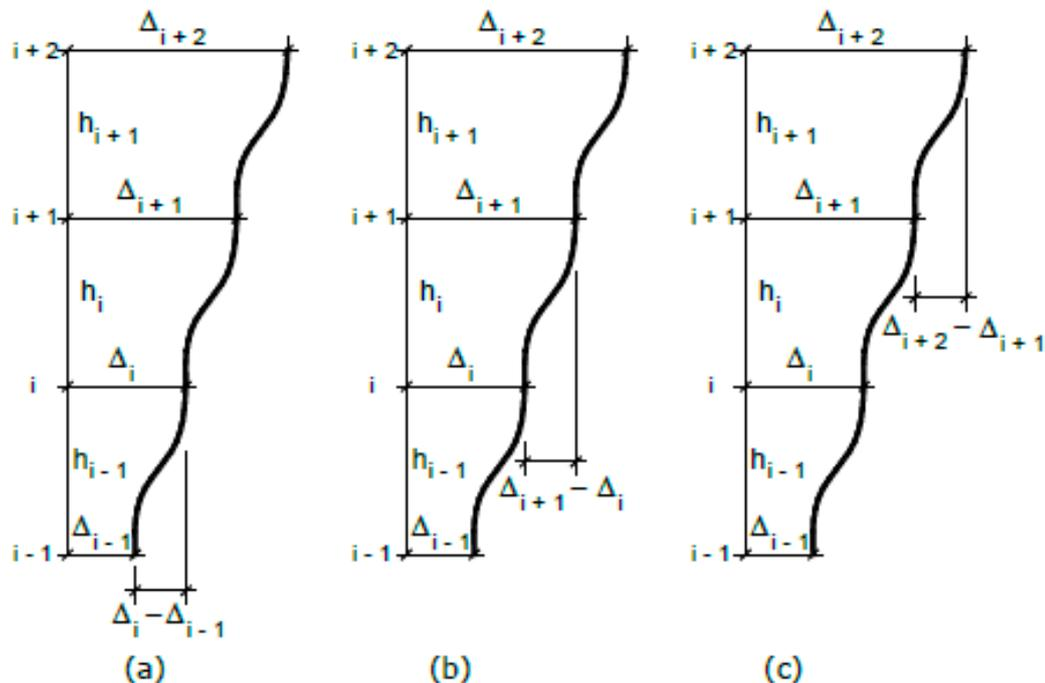 Δi + 2
i + 2
hi + 1
Δi + 1
i + 1
hi
Δi
i
hi - 1
Δi - 1
i - 1
Δi − Δi - 1
(a)
Δi + 2
i + 2
hi + 1
Δi + 1
i + 1
hi
Δi
i
hi - 1
Δi + 1 − Δi
Δi - 1
i - 1
(b)
Δi + 2
i + 2
hi + 1
Δi + 1
i + 1
hi
Δi + 2 − Δi + 1
Δi
i
hi - 1
Δi - 1
i - 1
(c)